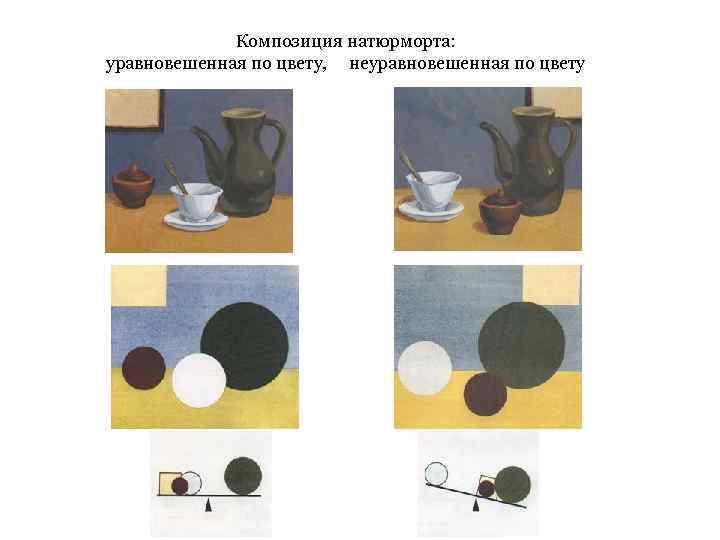 Композиция натюрморта:
уравновешенная по цвету, неуравновешенная по цвету